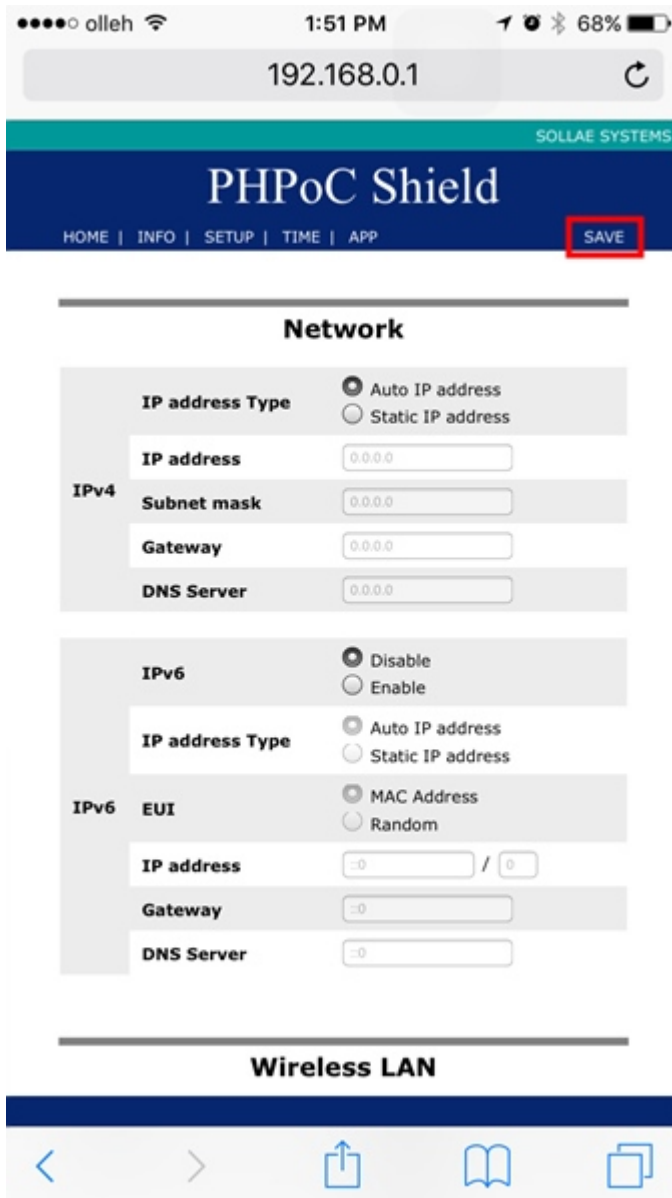 olleh 1:51 PM 68%
192.168.0.1
SOLLAE SYSTEMS
PHPoC Shield
HOME | INFO | SETUP | TIME | APP SAVE
Network
IP address Type Auto IP address
Static IP address
IP address 0.0.0.0
IPv4
Subnet mask 0.0.0.0
Gateway 0.0.0.0
DNS Server 0.0.0.0
IPv6 Disable
Enable
IP address Type Auto IP address
Static IP address
IPv6 EUI MAC Address
Random
IP address ::0 / 0
Gateway ::0
DNS Server ::0
Wireless LAN